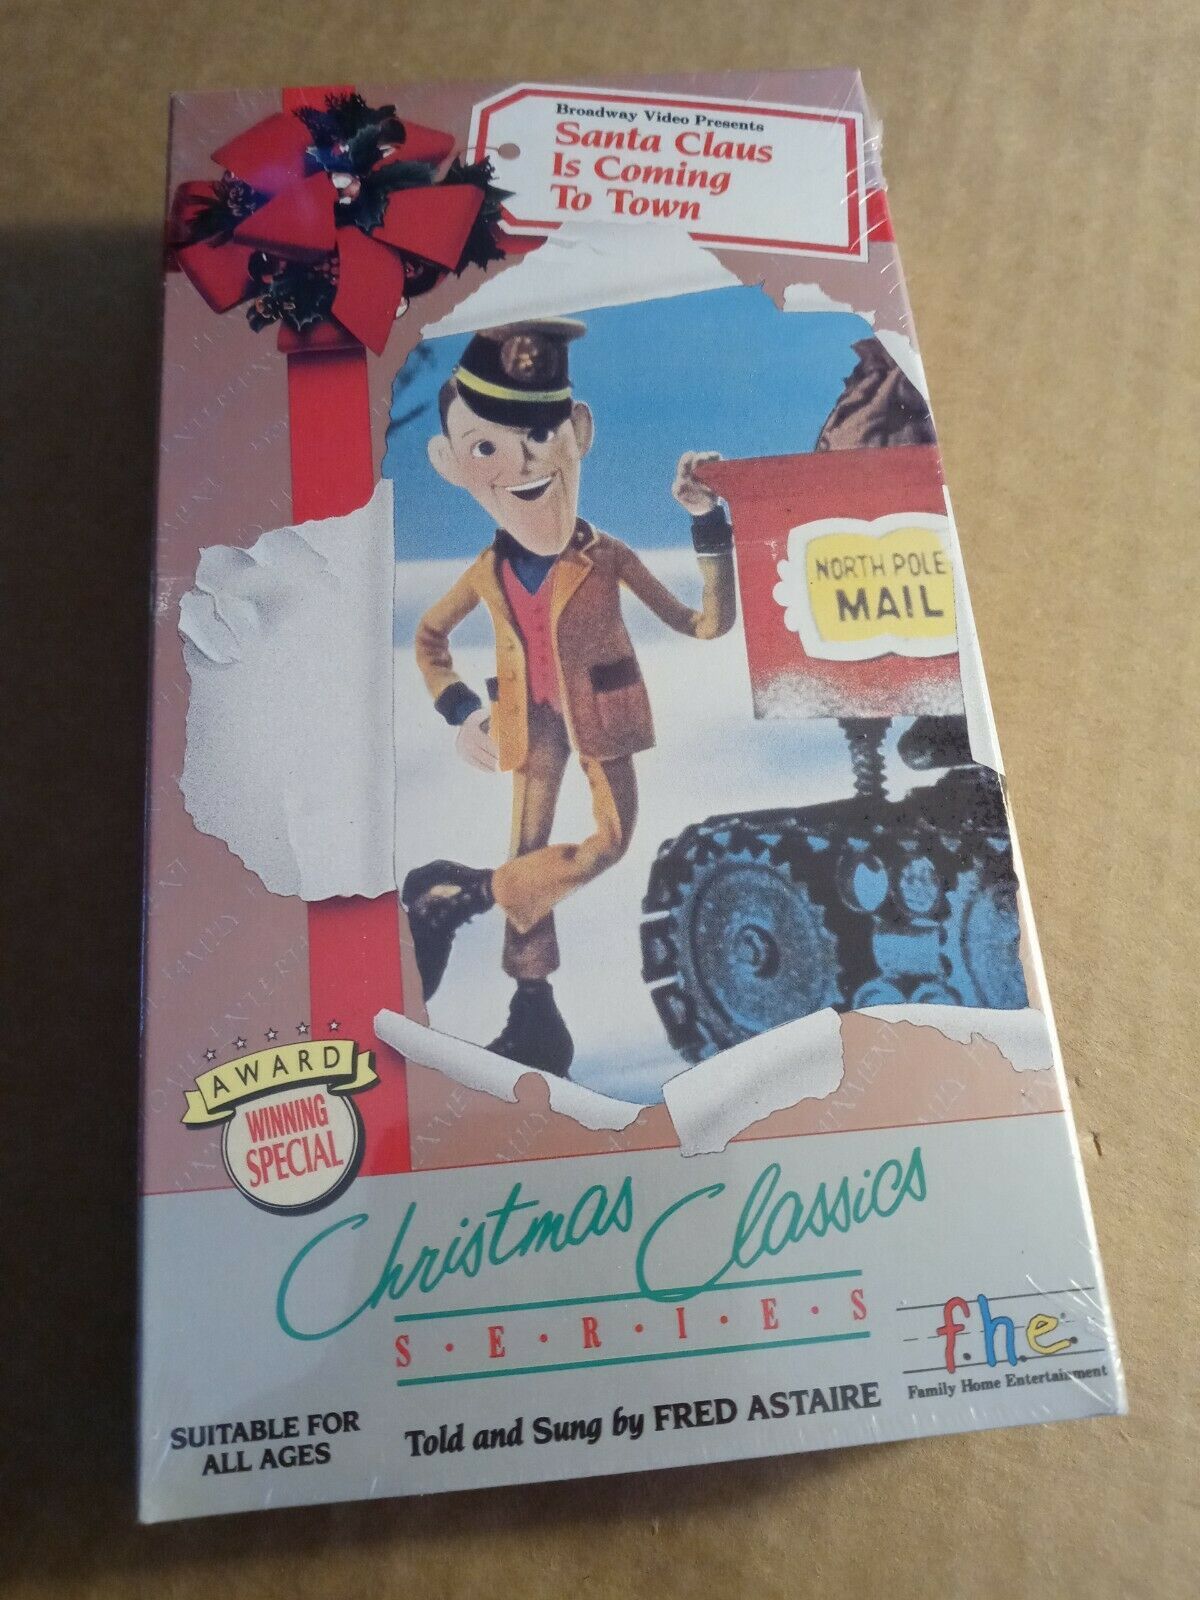 Broadway Video Presents
Santa Claus
Is Coming
To Town
NORTH POLE
MAIL
AWARD
WINNING
SPECIAL
Christmas Classics
S·E·R·I·E·S
f.h.e.®
Family Home Entertainment
SUITABLE FOR
ALL AGES
Told and Sung by FRED ASTAIRE